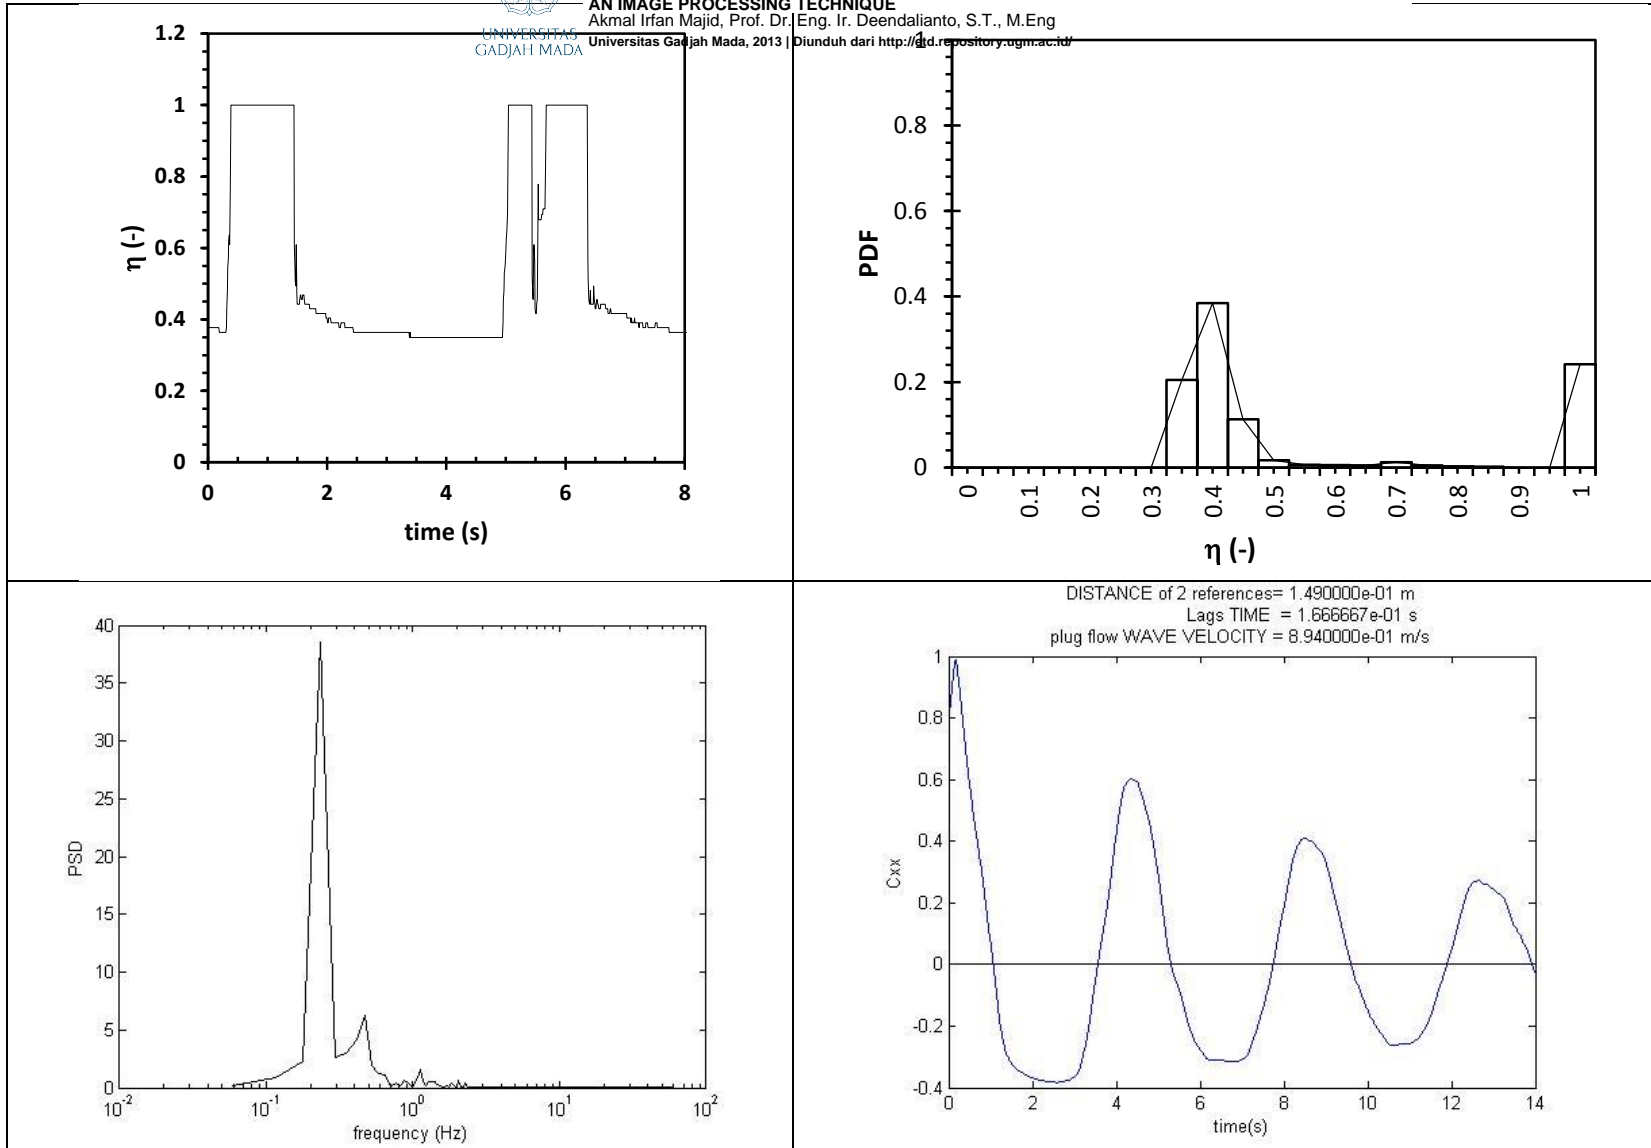 AN IMAGE PROCESSING TECHNIQUE
Akmal Irfan Majid, Prof. Dr. Eng. Ir. Deendalianto, S.T., M.Eng
UNIVERSITAS
GADJAH MADA
Universitas Gadjah Mada, 2013 | Diunduh dari http://etd.repository.ugm.ac.id/
1.2
1
0.8
0.6
0.4
0.2
0
η (-)
0 2 4 6 8
time (s)
1
0.8
0.6
0.4
0.2
0
PDF
0 0.1 0.2 0.3 0.4 0.5 0.6 0.7 0.8 0.9 1
η (-)
40
35
30
25
20
15
10
5
0
PSD
10-2 10-1 100 101 102
frequency (Hz)
DISTANCE of 2 references= 1.490000e-01 m
Lags TIME = 1.666667e-01 s
plug flow WAVE VELOCITY = 8.940000e-01 m/s
1
0.8
0.6
0.4
0.2
0
-0.2
-0.4
Cxx
0 2 4 6 8 10 12 14
time(s)